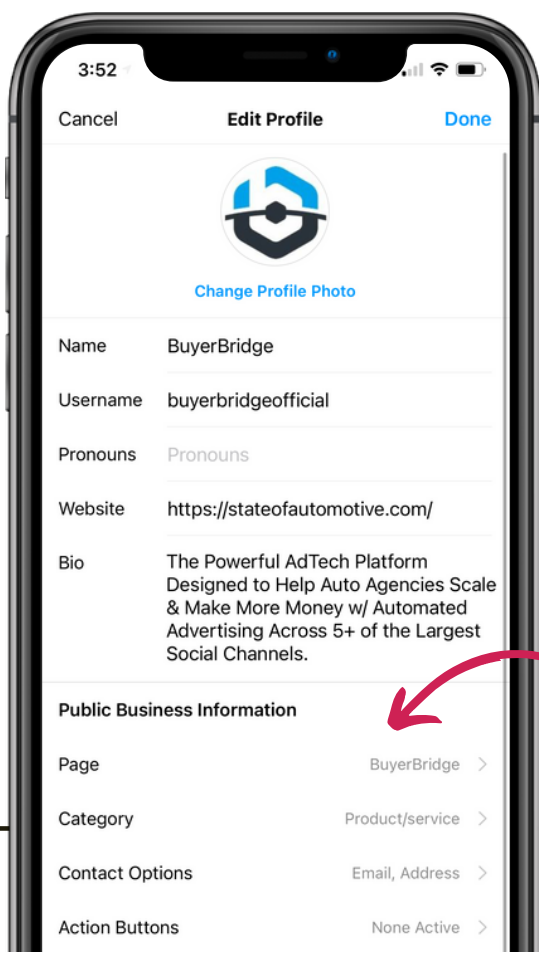 3:52
Cancel Edit Profile Done
Change Profile Photo
Name BuyerBridge
Username buyerbridgeofficial
Pronouns Pronouns
Website https://stateofautomotive.com/
Bio The Powerful AdTech Platform
Designed to Help Auto Agencies Scale
& Make More Money w/ Automated
Advertising Across 5+ of the Largest
Social Channels.
Public Business Information
Page BuyerBridge
Category Product/service
Contact Options Email, Address
Action Buttons None Active